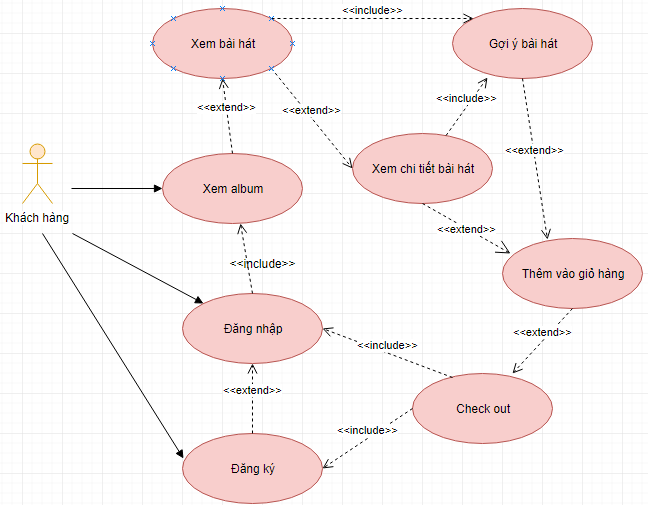 <<include>>
Xem bài hát
Gợi ý bài hát
<<extend>>
<<include>>
<<extend>>
<<extend>>
Xem chi tiết bài hát
Xem album
Khách hàng
<<extend>>
<<include>>
Thêm vào giỏ hàng
Đăng nhập
<<extend>>
<<include>>
<<extend>>
Check out
<<include>>
Đăng ký